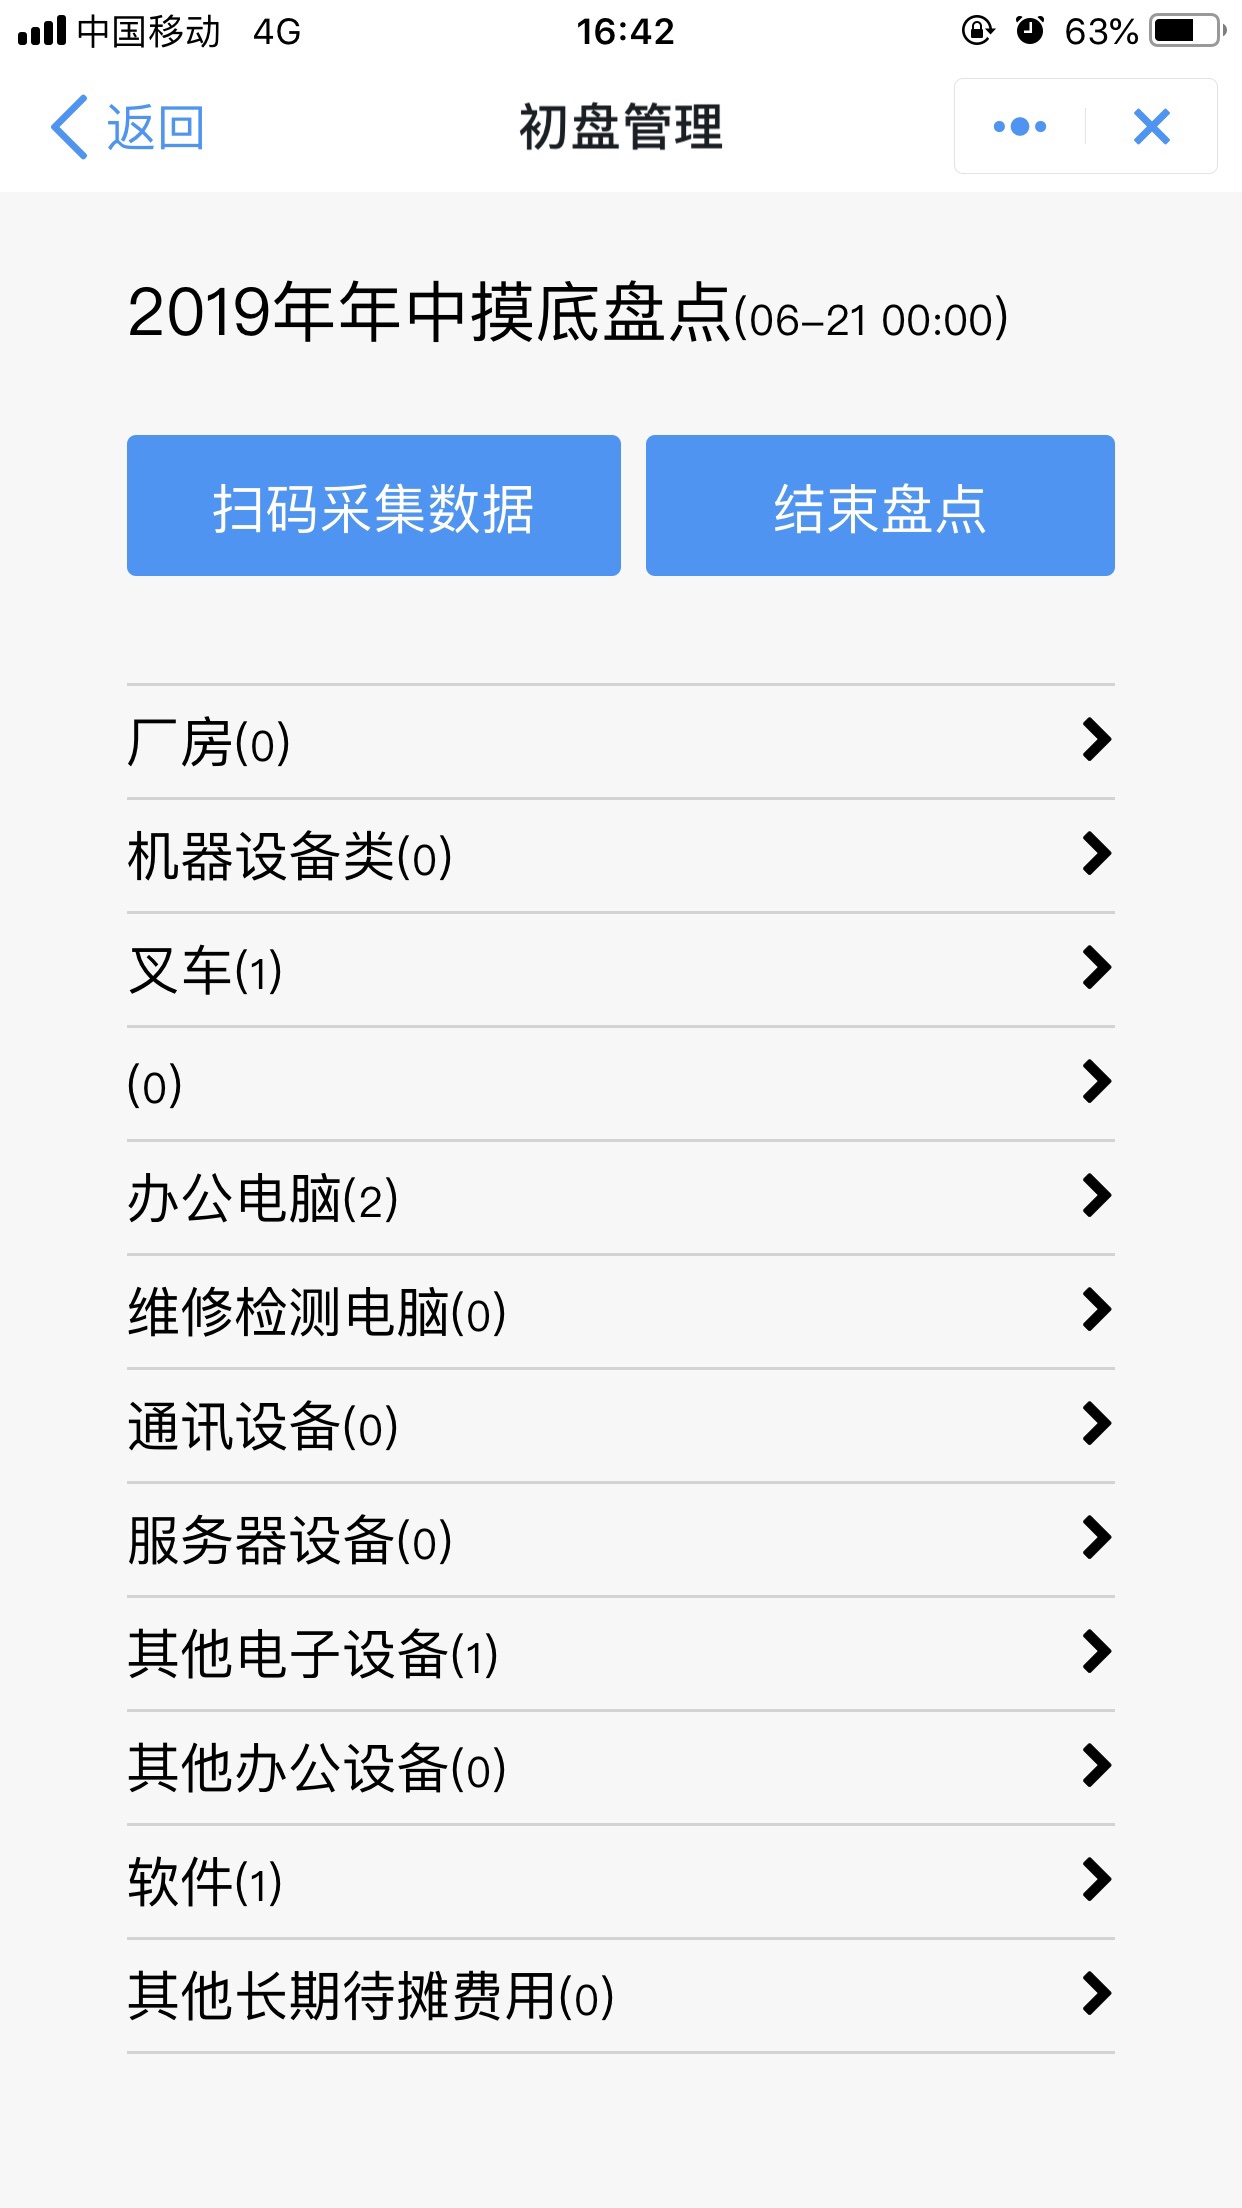 中国移动 4G 16:42 63%
返回 初盘管理
2019年年中摸底盘点(06-21 00:00)
扫码采集数据 结束盘点
厂房(0)
机器设备类(0)
叉车(1)
(0)
办公电脑(2)
维修检测电脑(0)
通讯设备(0)
服务器设备(0)
其他电子设备(1)
其他办公设备(0)
软件(1)
其他长期待摊费用(0)